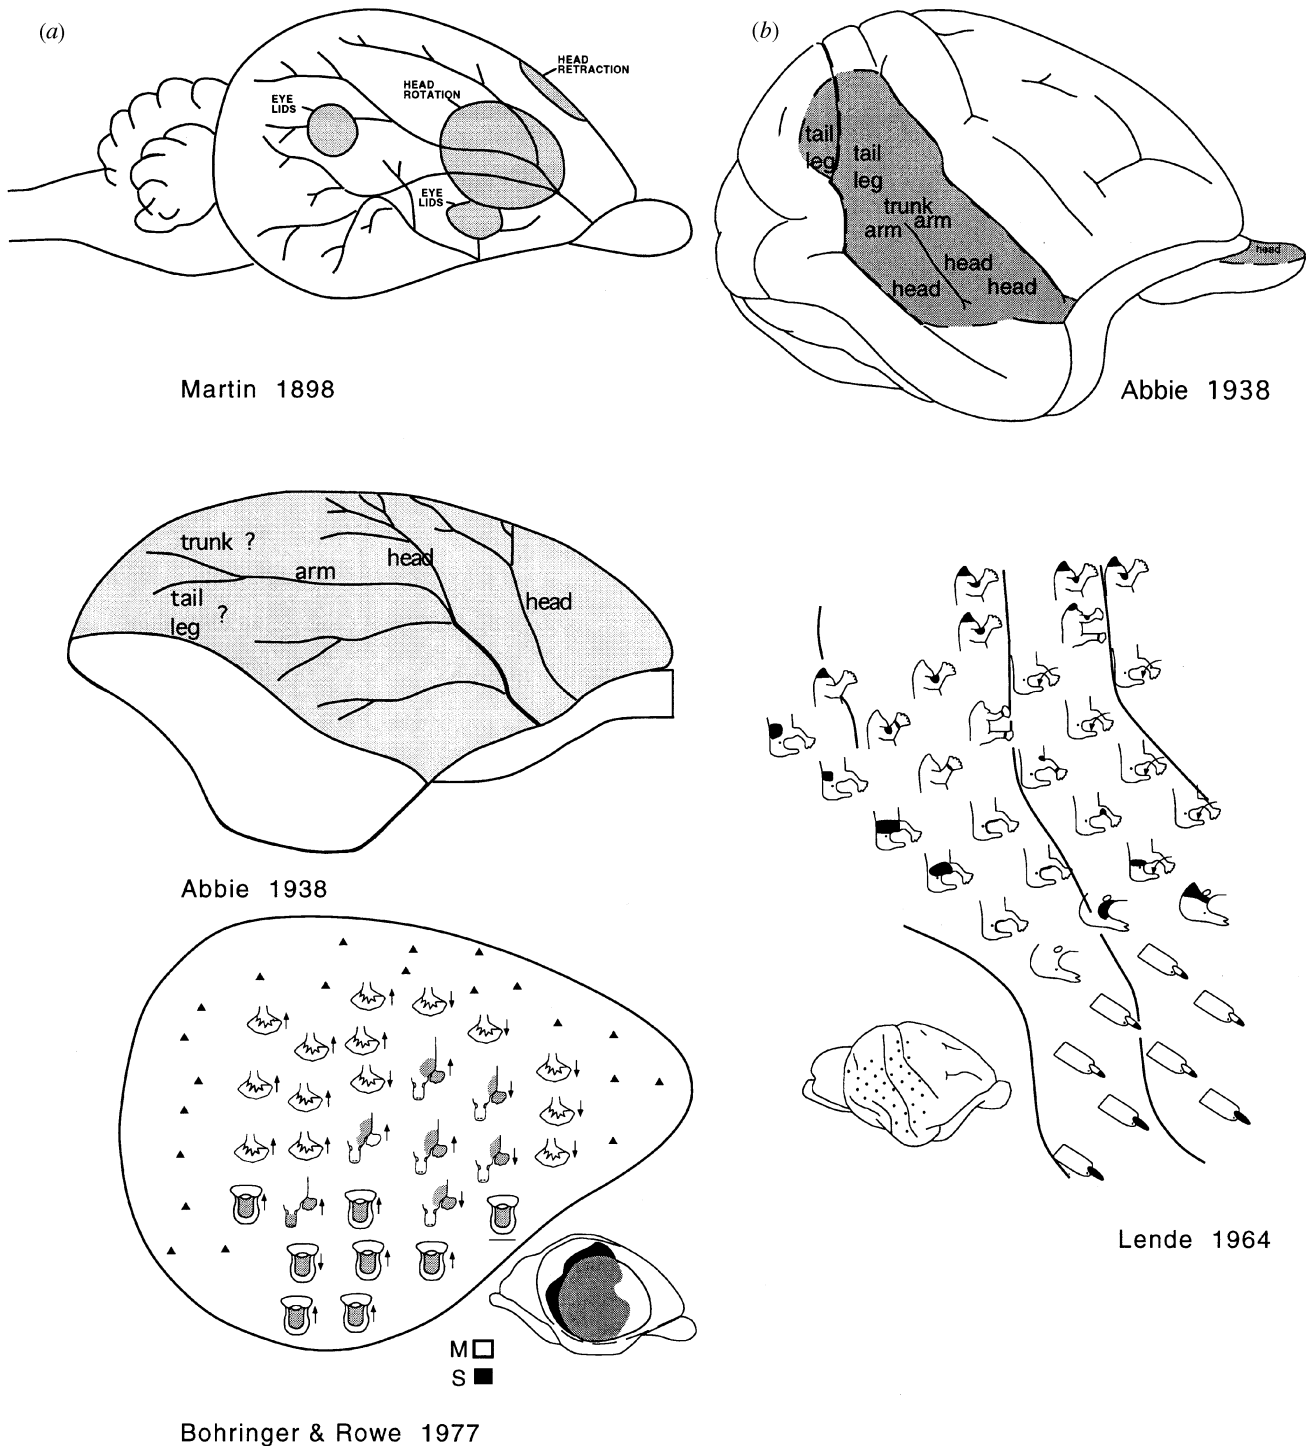 (a)
HEAD
RETRACTION
HEAD
ROTATION
EYE
LIDS
EYE
LIDS
Martin 1898
(b)
tail
leg
tail
leg
trunk
arm
arm
head
head
head
head
Abbie 1938
trunk ?
head
arm
tail
leg
?
head
Abbie 1938
M
S
Bohringer & Rowe 1977
Lende 1964